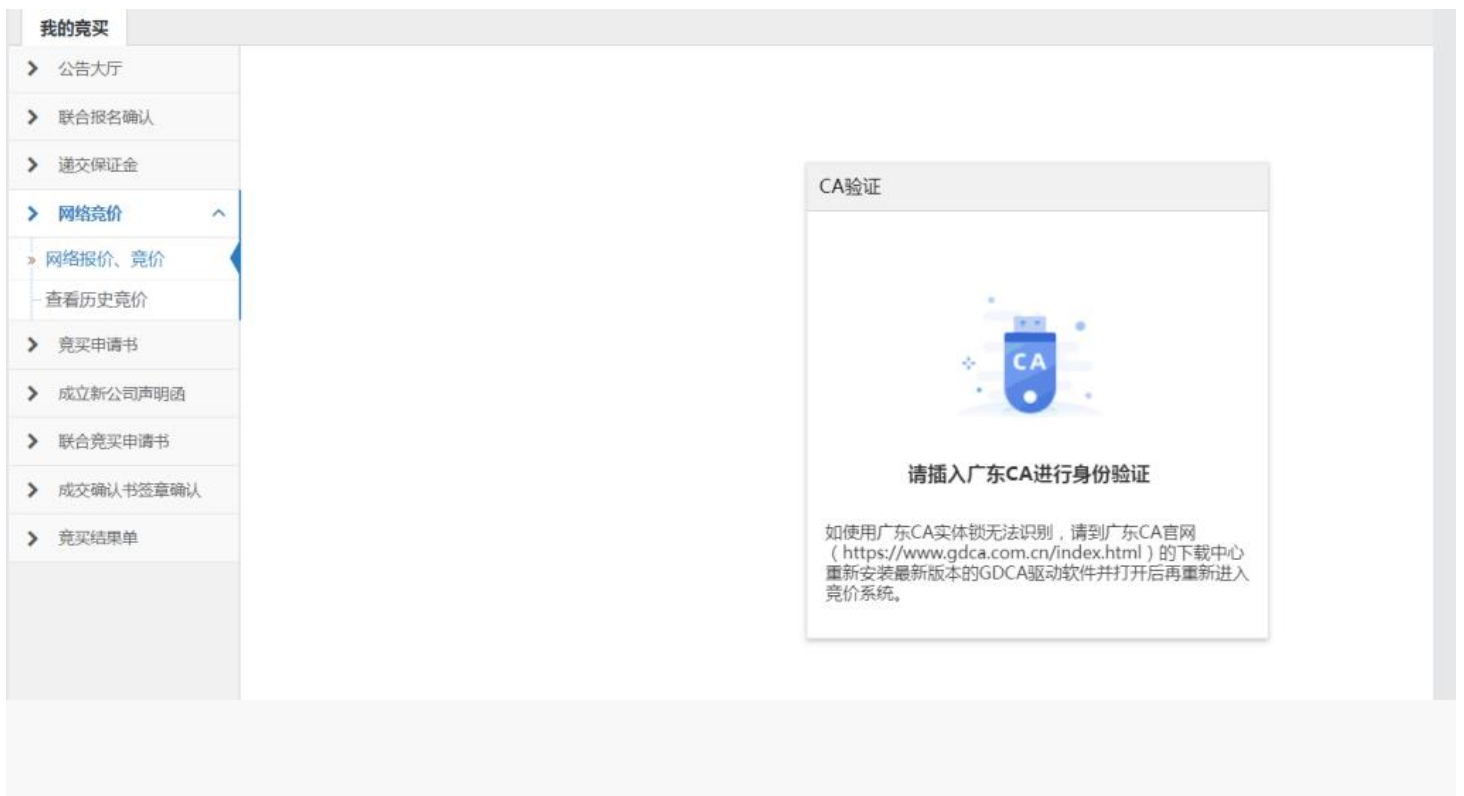 我的竞买
公告大厅
联合报名确认
递交保证金
网络竞价
网络报价、竞价
查看历史竞价
竞买申请书
成立新公司声明函
联合竞买申请书
成交确认书签章确认
竞买结果单
CA验证
CA
请插入广东CA进行身份验证
如使用广东CA实体锁无法识别，请到广东CA官网
（https://www.gdca.com.cn/index.html）的下载中心
重新安装最新版本的GDCA驱动软件并打开后再重新进入
竞价系统。